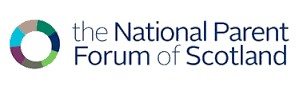 the National Parent
Forum of Scotland